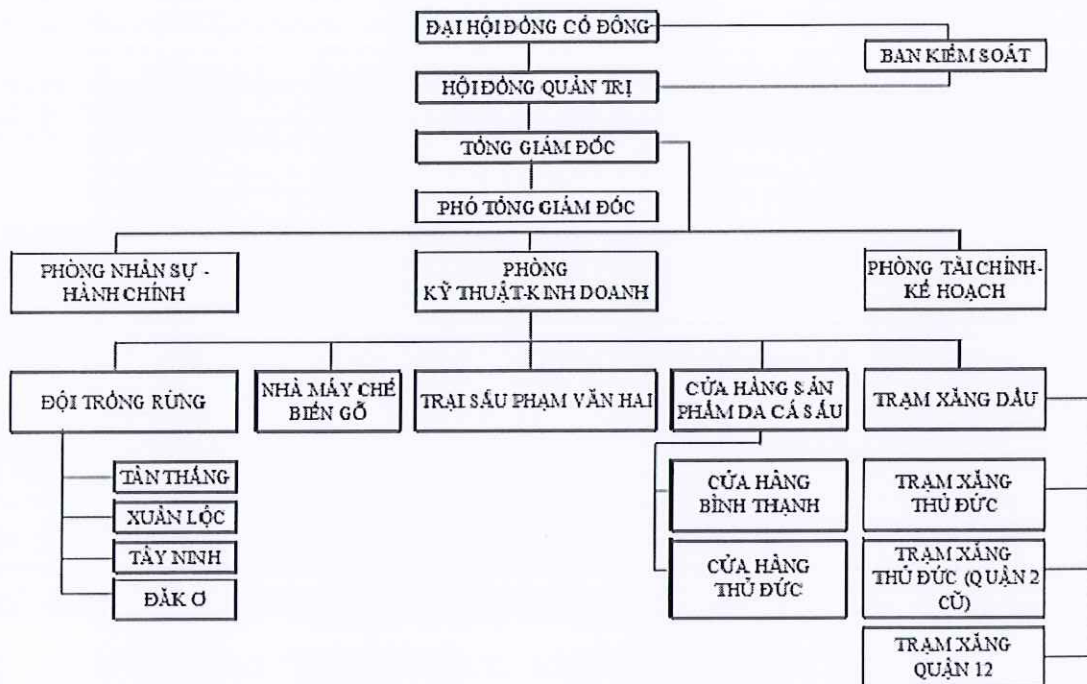 ĐẠI HỘI ĐỒNG CỔ ĐÔNG
BAN KIỂM SOÁT
HỘI ĐỒNG QUẢN TRỊ
TỔNG GIÁM ĐỐC
PHÓ TỔNG GIÁM ĐỐC
PHÒNG NHÂN SỰ -
HÀNH CHÍNH
PHÒNG
KỸ THUẬT-KINH DOANH
PHÒNG TÀI CHÍNH-
KẾ HOẠCH
ĐỘI TRỒNG RỪNG
NHÀ MÁY CHẾ
BIẾN GỖ
TRẠI SẤU PHẠM VĂN HAI
CỬA HÀNG SẢN
PHẨM DA CÁ SẤU
TRẠM XĂNG DẦU
TÂN THẮNG
XUÂN LỘC
TÂY NINH
ĐĂK Ơ
CỬA HÀNG
BÌNH THẠNH
CỬA HÀNG
THỦ ĐỨC
TRẠM XĂNG
THỦ ĐỨC
TRẠM XĂNG
THỦ ĐỨC (QUẬN 2
CŨ)
TRẠM XĂNG
QUẬN 12